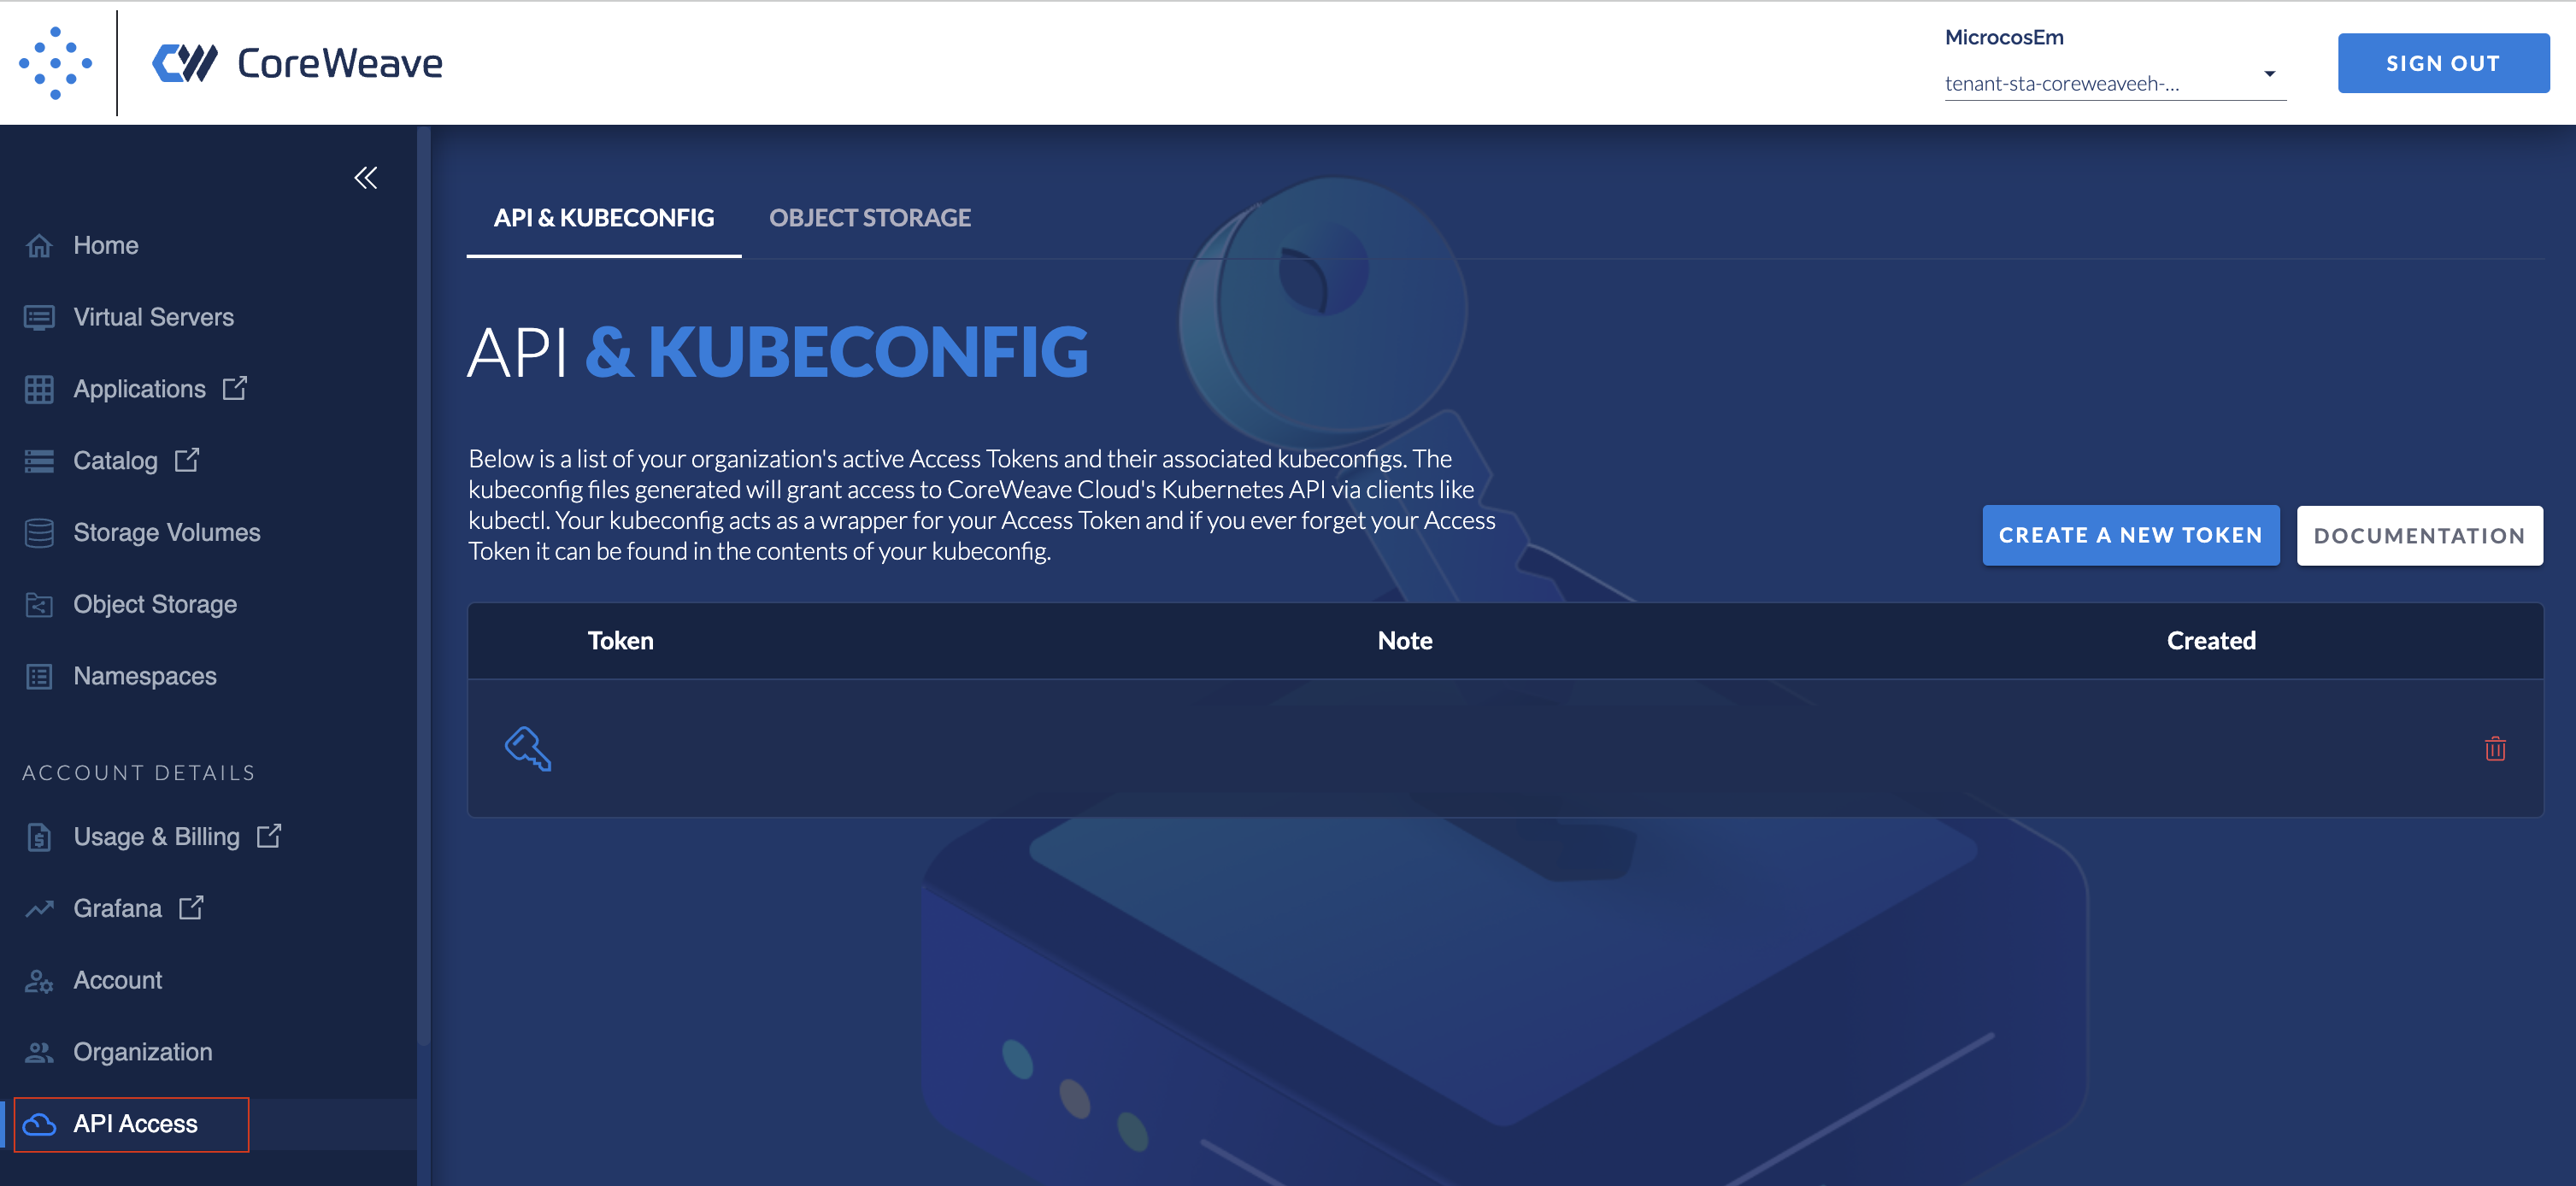 CoreWeave
MicrocosEm
tenant-sta-coreweaveeh-...
SIGN OUT
Home
Virtual Servers
Applications
Catalog
Storage Volumes
Object Storage
Namespaces
ACCOUNT DETAILS
Usage & Billing
Grafana
Account
Organization
API Access
API & KUBECONFIG
OBJECT STORAGE
API & KUBECONFIG
Below is a list of your organization's active Access Tokens and their associated kubeconfigs. The
kubeconfig files generated will grant access to CoreWeave Cloud's Kubernetes API via clients like
kubectl. Your kubeconfig acts as a wrapper for your Access Token and if you ever forget your Access
Token it can be found in the contents of your kubeconfig.
CREATE A NEW TOKEN
DOCUMENTATION
Token
Note
Created